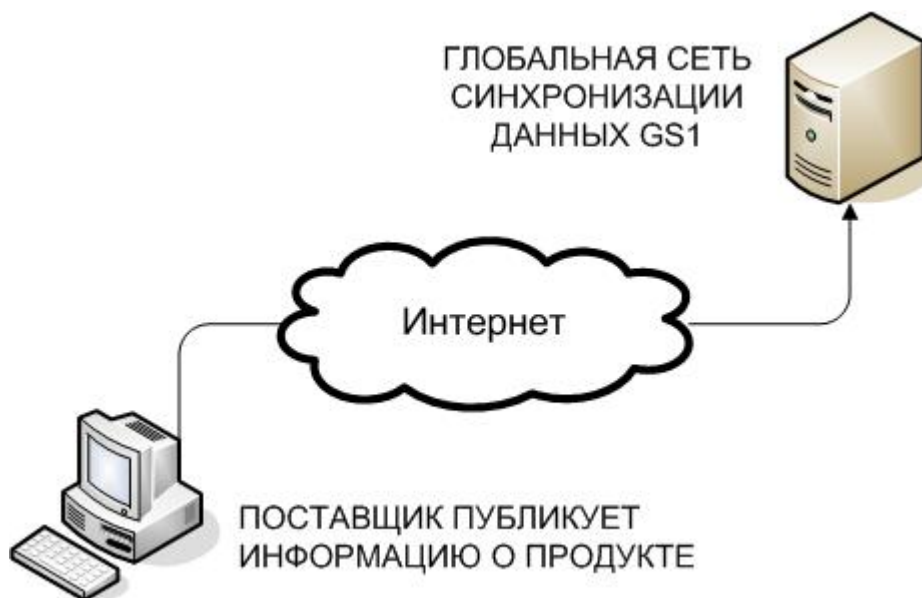 ГЛОБАЛЬНАЯ СЕТЬ
СИНХРОНИЗАЦИИ
ДАННЫХ GS1
Интернет
ПОСТАВЩИК ПУБЛИКУЕТ
ИНФОРМАЦИЮ О ПРОДУКТЕ